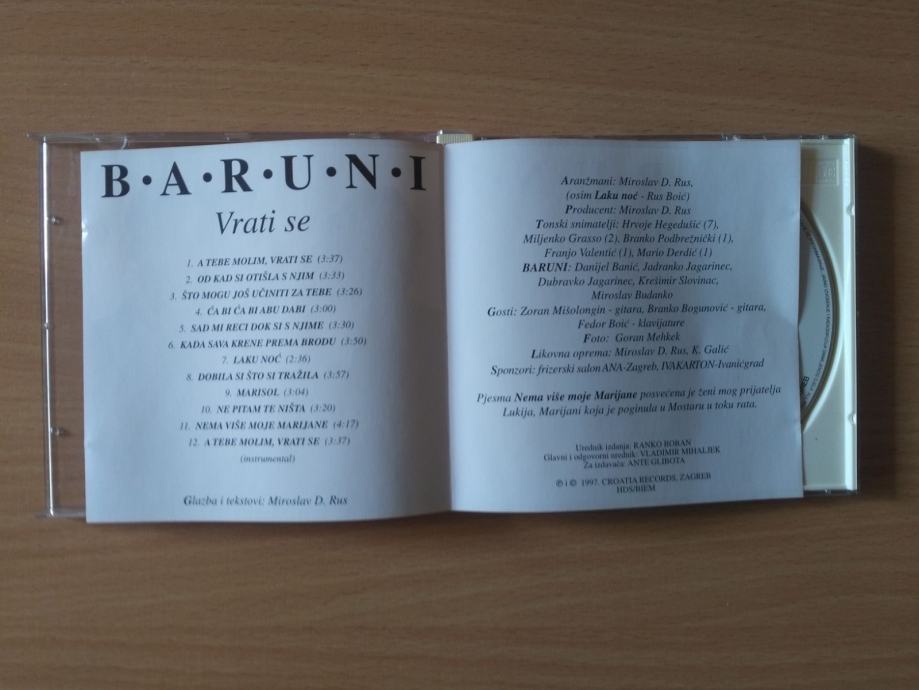 B•A•R•U•N•I
Vrati se
1. A TEBE MOLIM, VRATI SE (3:37)
2. OD KAD SI OTIŠLA S NJIM (3:33)
3. ŠTO MOGU JOŠ UČINITI ZA TEBE (3:26)
4. ĆA BI ĆA BI ABU DABI (3:00)
5. SAD MI RECI DOK SI S NJIME (3:30)
6. KADA SAVA KRENE PREMA BRODU (3:50)
7. LAKU NOĆ (2:36)
8. DOBILA SI ŠTO SI TRAŽILA (3:57)
9. MARISOL (3:04)
10. NE PITAM TE NIŠTA (3:20)
11. NEMA VIŠE MOJE MARIJANE (4:17)
12. A TEBE MOLIM, VRATI SE (3:37)
(instrumental)
Glazba i tekstovi: Miroslav D. Rus
Aranžmani: Miroslav D. Rus,
(osim Laku noć - Rus Boić)
Producent: Miroslav D. Rus
Tonski snimatelji: Hrvoje Hegedušić (7),
Miljenko Grasso (2), Branko Podbrežnički (1),
Franjo Valentić (1), Mario Derdić (1)
BARUNI: Danijel Banić, Jadranko Jagarinec,
Dubravko Jagarinec, Krešimir Slovinac,
Miroslav Budanko
Gosti: Zoran Mišolongin - gitara, Branko Bogunović - gitara,
Fedor Boić - klavijature
Foto: Goran Mehkek
Likovna oprema: Miroslav D. Rus, K. Galić
Sponzori: frizerski salon ANA-Zagreb, IVAKARTON-Ivanićgrad
Pjesma Nema više moje Marijane posvećena je ženi mog prijatelja
Lukija, Marijani koja je poginula u Mostaru u toku rata.
Urednik izdanja: RANKO BOBAN
Glavni i odgovorni urednik: VLADIMIR MIHALJEK
Za izdavača: ANTE GLIBOTA
℗ i © 1997. CROATIA RECORDS, ZAGREB
HDS/BIEM